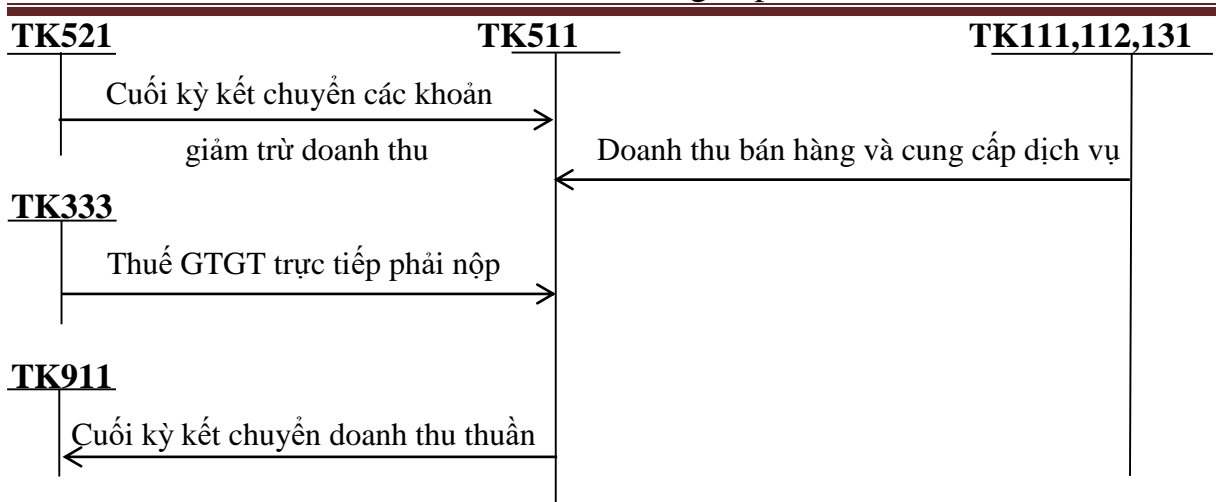 TK521 TK511 TK111,112,131
Cuối kỳ kết chuyển các khoản
giảm trừ doanh thu
Doanh thu bán hàng và cung cấp dịch vụ
TK333
Thuế GTGT trực tiếp phải nộp
TK911
Cuối kỳ kết chuyển doanh thu thuần